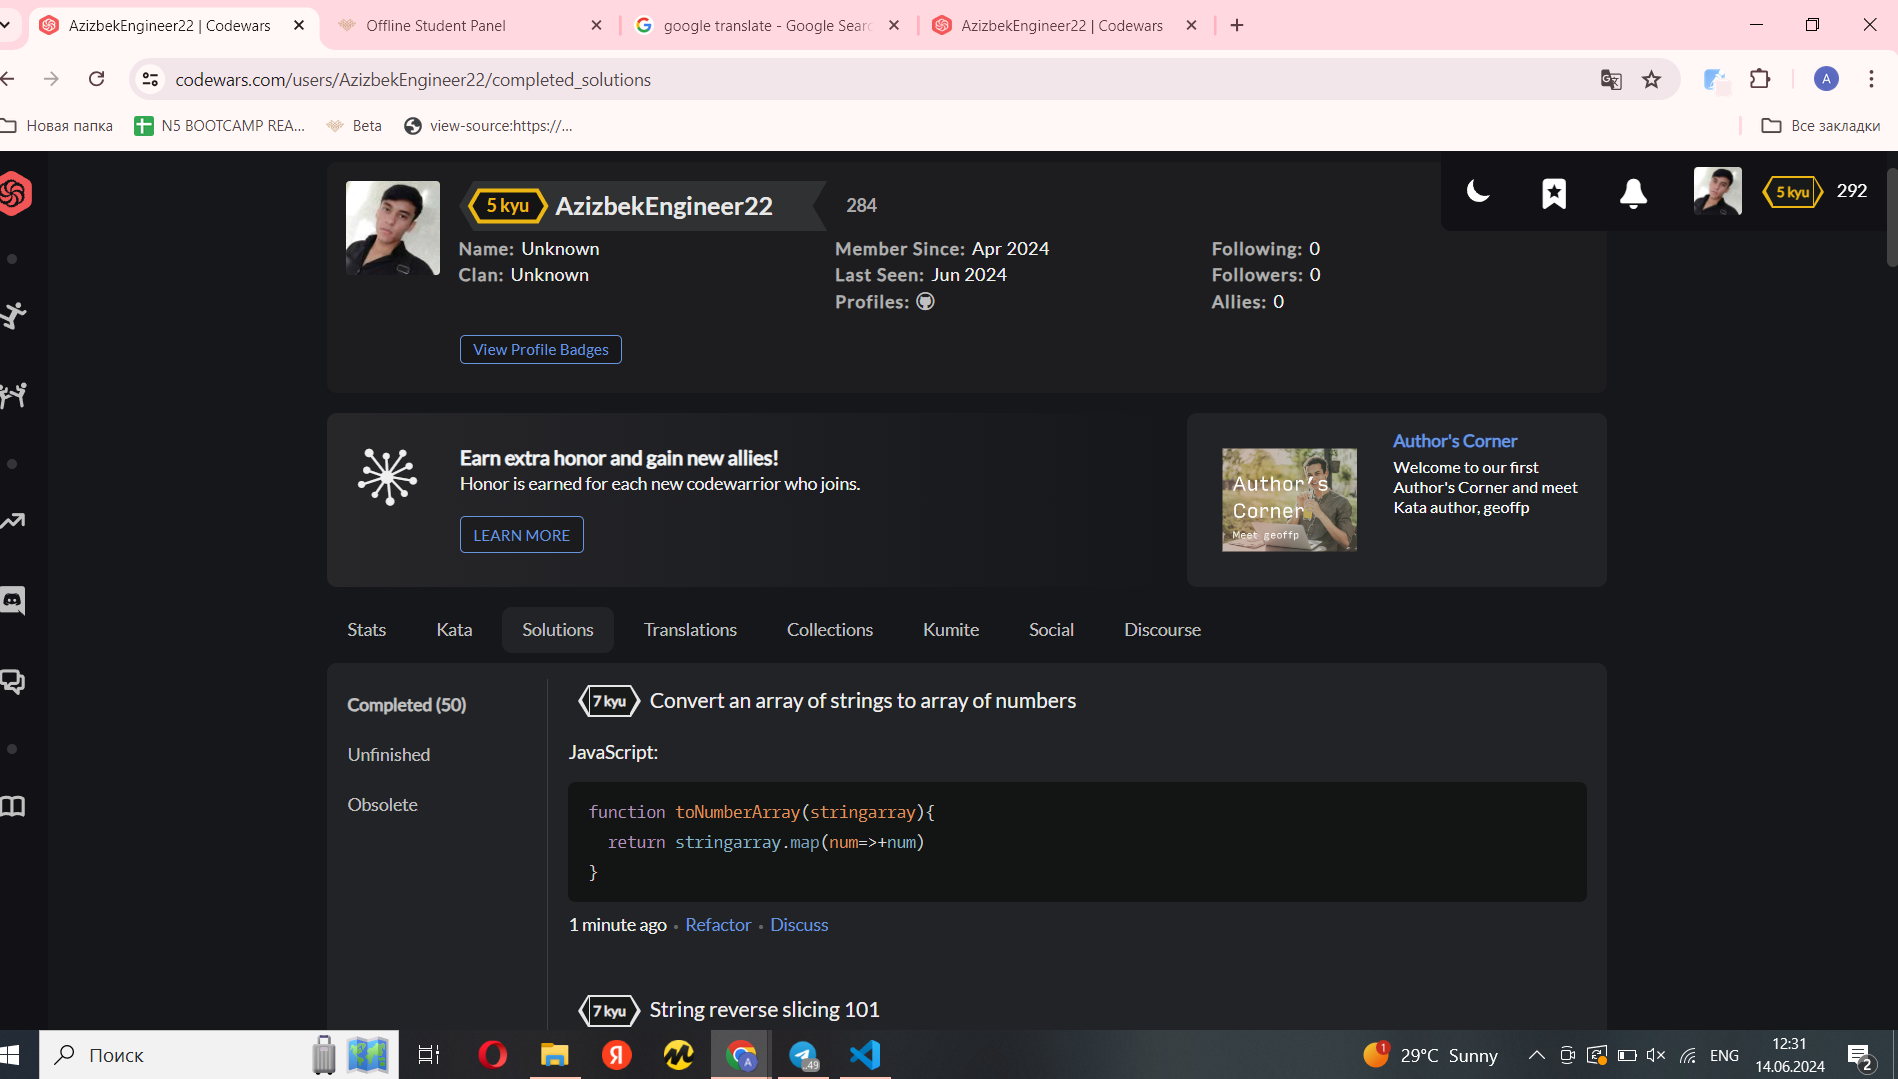 AzizbekEngineer22 | Codewars
Offline Student Panel
google translate - Google Sear
AzizbekEngineer22 | Codewars
codewars.com/users/AzizbekEngineer22/completed_solutions
A
Новая папка
N5 BOOTCAMP REA...
Beta
view-source:https://...
Все закладки
5 kyu
AzizbekEngineer22
284
5 kyu
292
Name: Unknown
Member Since: Apr 2024
Following: 0
Clan: Unknown
Last Seen: Jun 2024
Followers: 0
Profiles:
Allies: 0
View Profile Badges
Earn extra honor and gain new allies!
Honor is earned for each new codewarrior who joins.
LEARN MORE
Author's
Corner
Meet geoffp
Author's Corner
Welcome to our first
Author's Corner and meet
Kata author, geoffp
Stats
Kata
Solutions
Translations
Collections
Kumite
Social
Discourse
Completed (50)
Unfinished
Obsolete
7 kyu
Convert an array of strings to array of numbers
JavaScript:
function toNumberArray(stringarray){
return stringarray.map(num=>+num)
}
1 minute ago • Refactor • Discuss
7 kyu
String reverse slicing 101
Поиск
Я
A
.49
1
29°C Sunny
ENG
12:31
14.06.2024
2